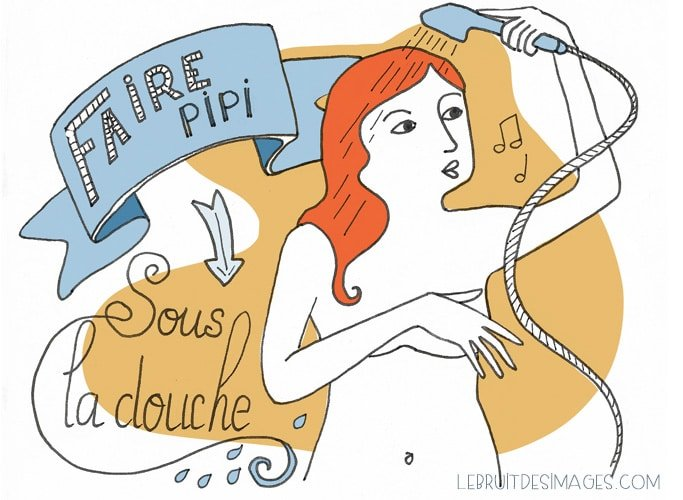 FAIRE
PIPI
Sous
la douche
LEBRUITDESIMAGES.COM